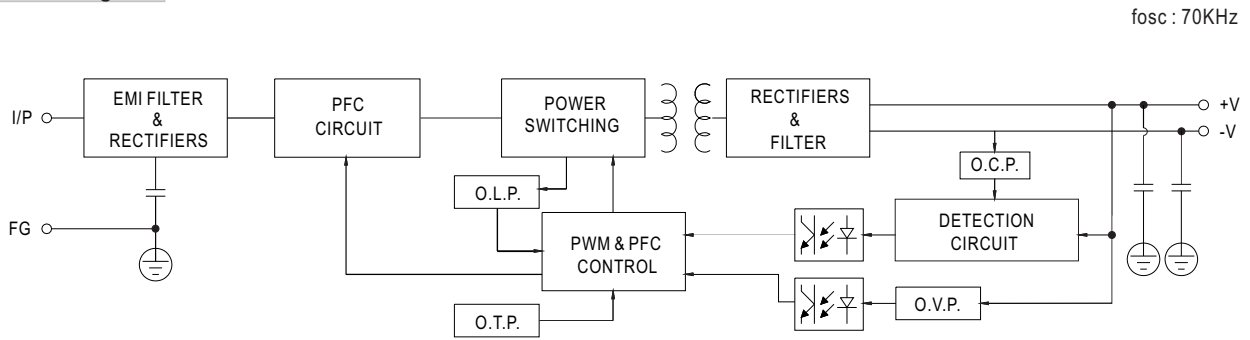 fosc : 70KHz
I/P
EMI FILTER
&
RECTIFIERS
PFC
CIRCUIT
POWER
SWITCHING
RECTIFIERS
&
FILTER
+V
-V
O.C.P.
O.L.P.
FG
PWM & PFC
CONTROL
DETECTION
CIRCUIT
O.T.P.
O.V.P.